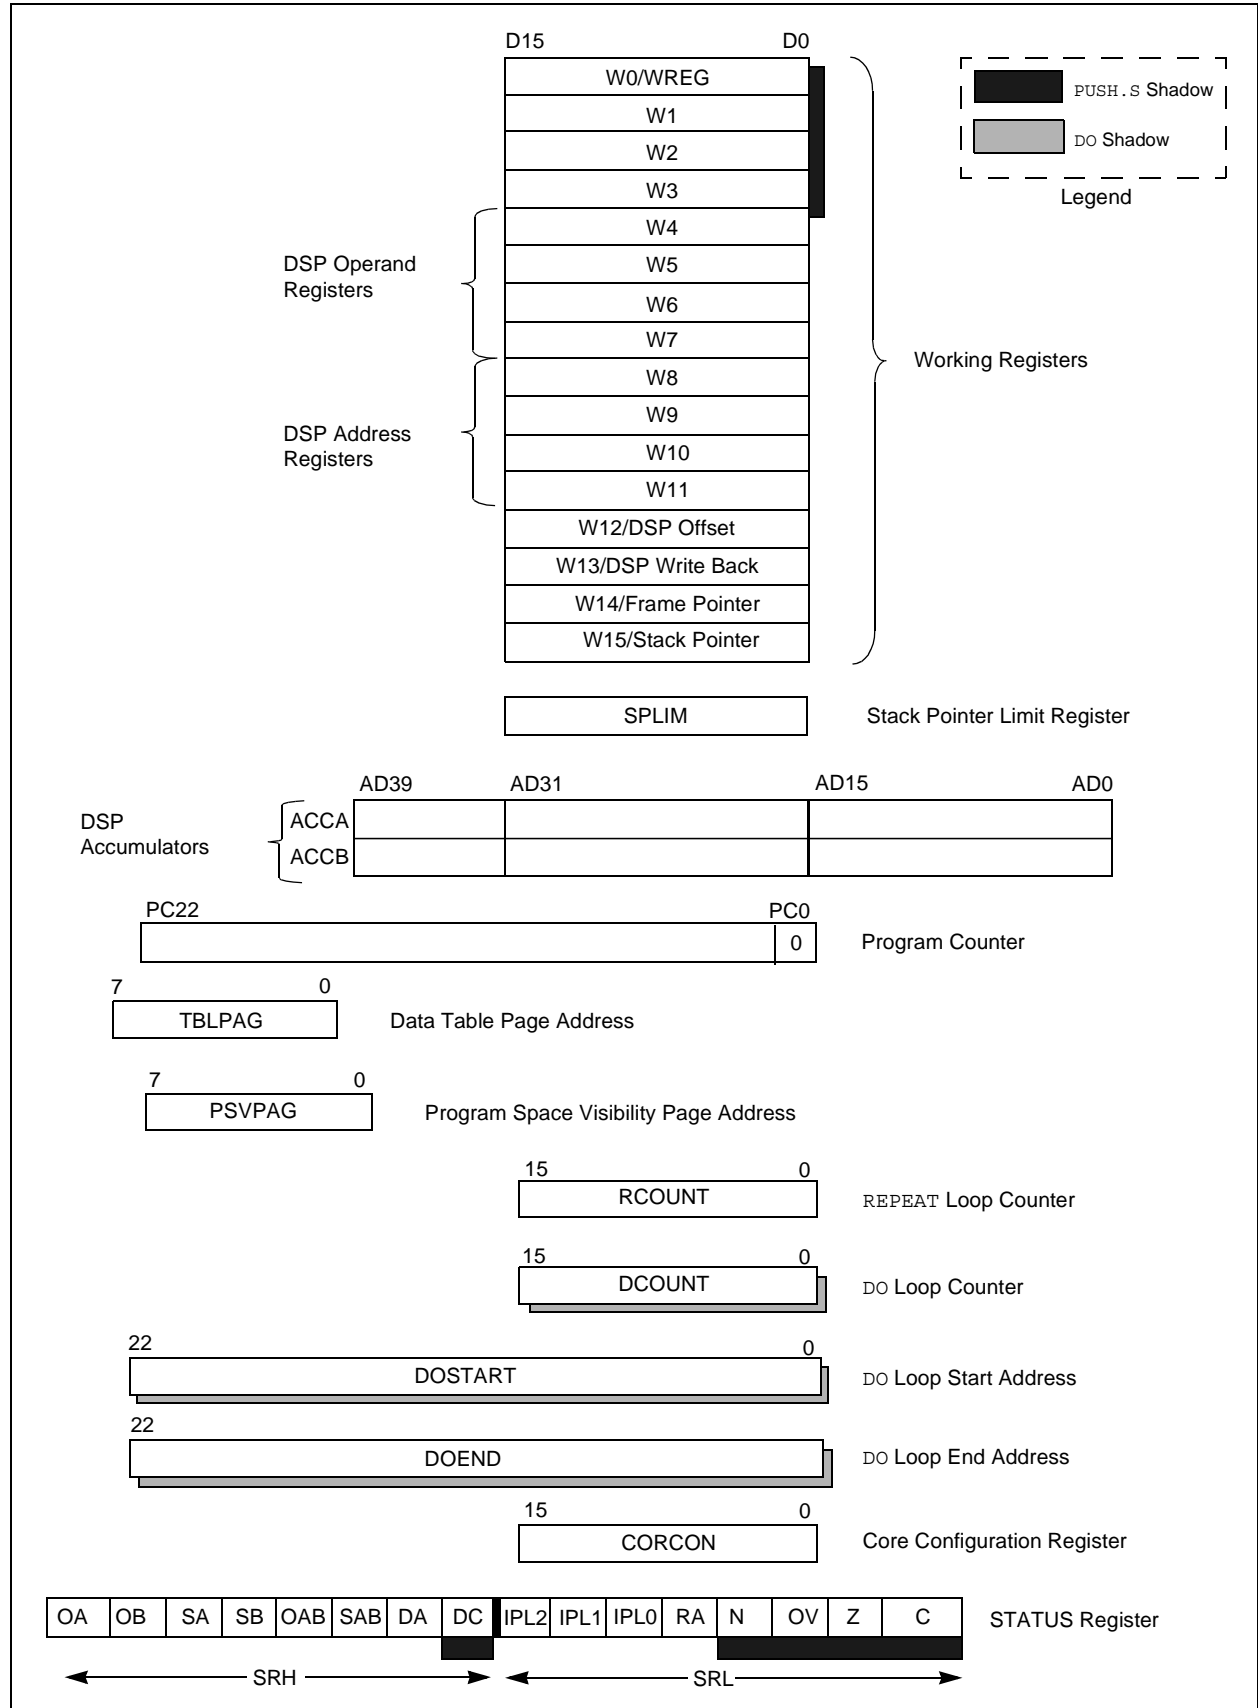 D15 D0
W0/WREG
W1
W2
W3
W4
W5
W6
W7
W8
W9
W10
W11
W12/DSP Offset
W13/DSP Write Back
W14/Frame Pointer
W15/Stack Pointer
PUSH.S Shadow
DO Shadow
Legend
DSP Operand
Registers
DSP Address
Registers
Working Registers
SPLIM Stack Pointer Limit Register
AD39 AD31 AD15 AD0
DSP
Accumulators
ACCA
ACCB
PC22 PC0
0 Program Counter
7 0
TBLPAG Data Table Page Address
7 0
PSVPAG Program Space Visibility Page Address
15 0
RCOUNT REPEAT Loop Counter
15 0
DCOUNT DO Loop Counter
22 0
DOSTART DO Loop Start Address
22
DOEND DO Loop End Address
15 0
CORCON Core Configuration Register
OA OB SA SB OAB SAB DA DC IPL2 IPL1 IPL0 RA N OV Z C STATUS Register
SRH SRL